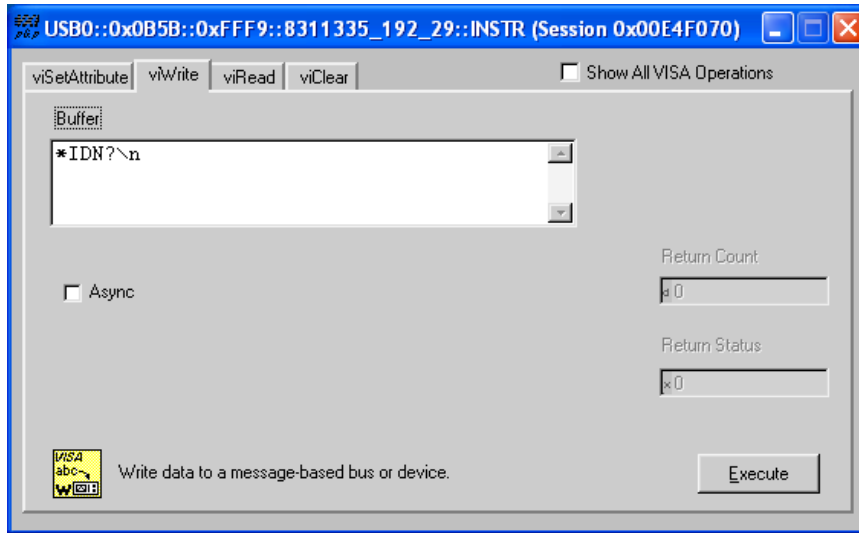 USB0::0x0B5B::0xFFF9::8311335_192_29::INSTR (Session 0x00E4F070)
viSetAttribute viWrite viRead viClear
Show All VISA Operations
Buffer
*IDN?\n
Async
Return Count
d 0
Return Status
x 0
VISA
abc
W
Write data to a message-based bus or device.
Execute